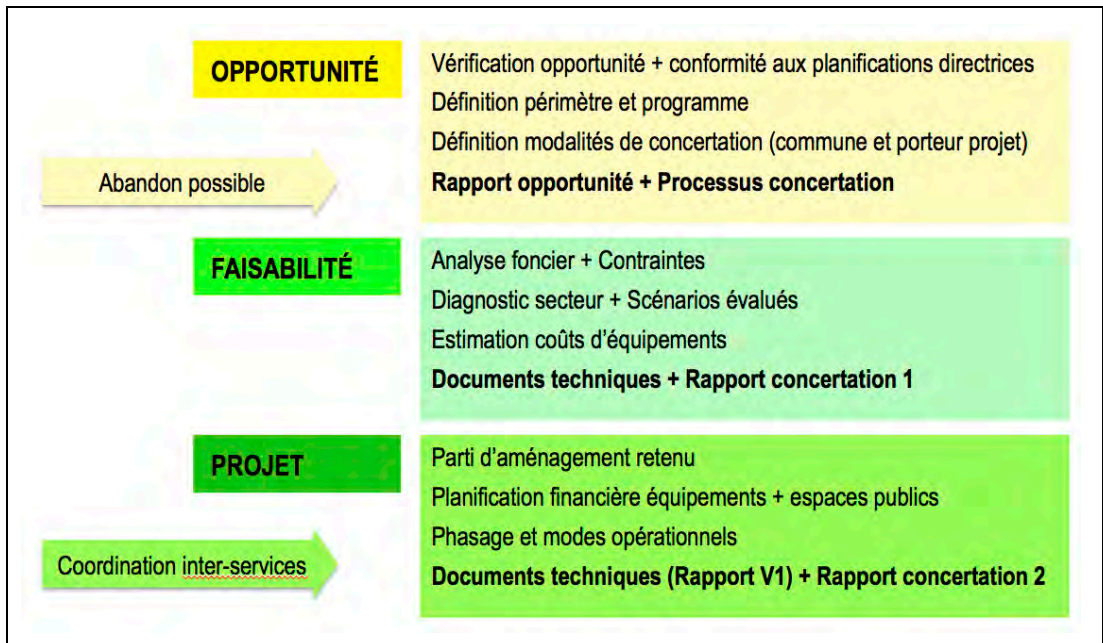 OPPORTUNITÉ
Vérification opportunité + conformité aux planifications directrices
Définition périmètre et programme
Définition modalités de concertation (commune et porteur projet)
Rapport opportunité + Processus concertation
Abandon possible
FAISABILITÉ
Analyse foncier + Contraintes
Diagnostic secteur + Scénarios évalués
Estimation coûts d’équipements
Documents techniques + Rapport concertation 1
PROJET
Parti d’aménagement retenu
Planification financière équipements + espaces publics
Phasage et modes opérationnels
Documents techniques (Rapport V1) + Rapport concertation 2
Coordination inter-services